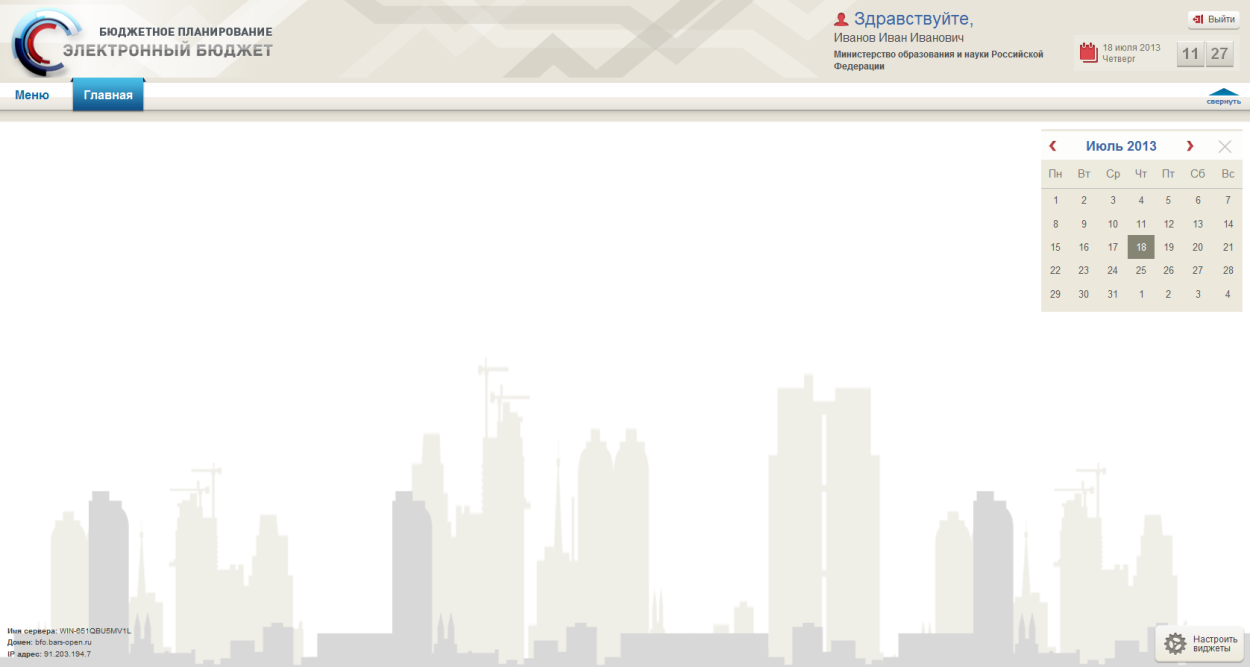 БЮДЖЕТНОЕ ПЛАНИРОВАНИЕ
ЭЛЕКТРОННЫЙ БЮДЖЕТ
Здравствуйте,
Иванов Иван Иванович
Министерство образования и науки Российской
Федерации
Выйти
18 июля 2013
Четверг
11 27
Меню
Главная
свернуть
Июль 2013
Пн Вт Ср Чт Пт Сб Вс
1 2 3 4 5 6 7
8 9 10 11 12 13 14
15 16 17 18 19 20 21
22 23 24 25 26 27 28
29 30 31 1 2 3 4
Имя сервера: WIN-651QBU5MV1L
Домен: bfo.bars-open.ru
IP адрес: 91.203.194.7
Настроить
виджеты